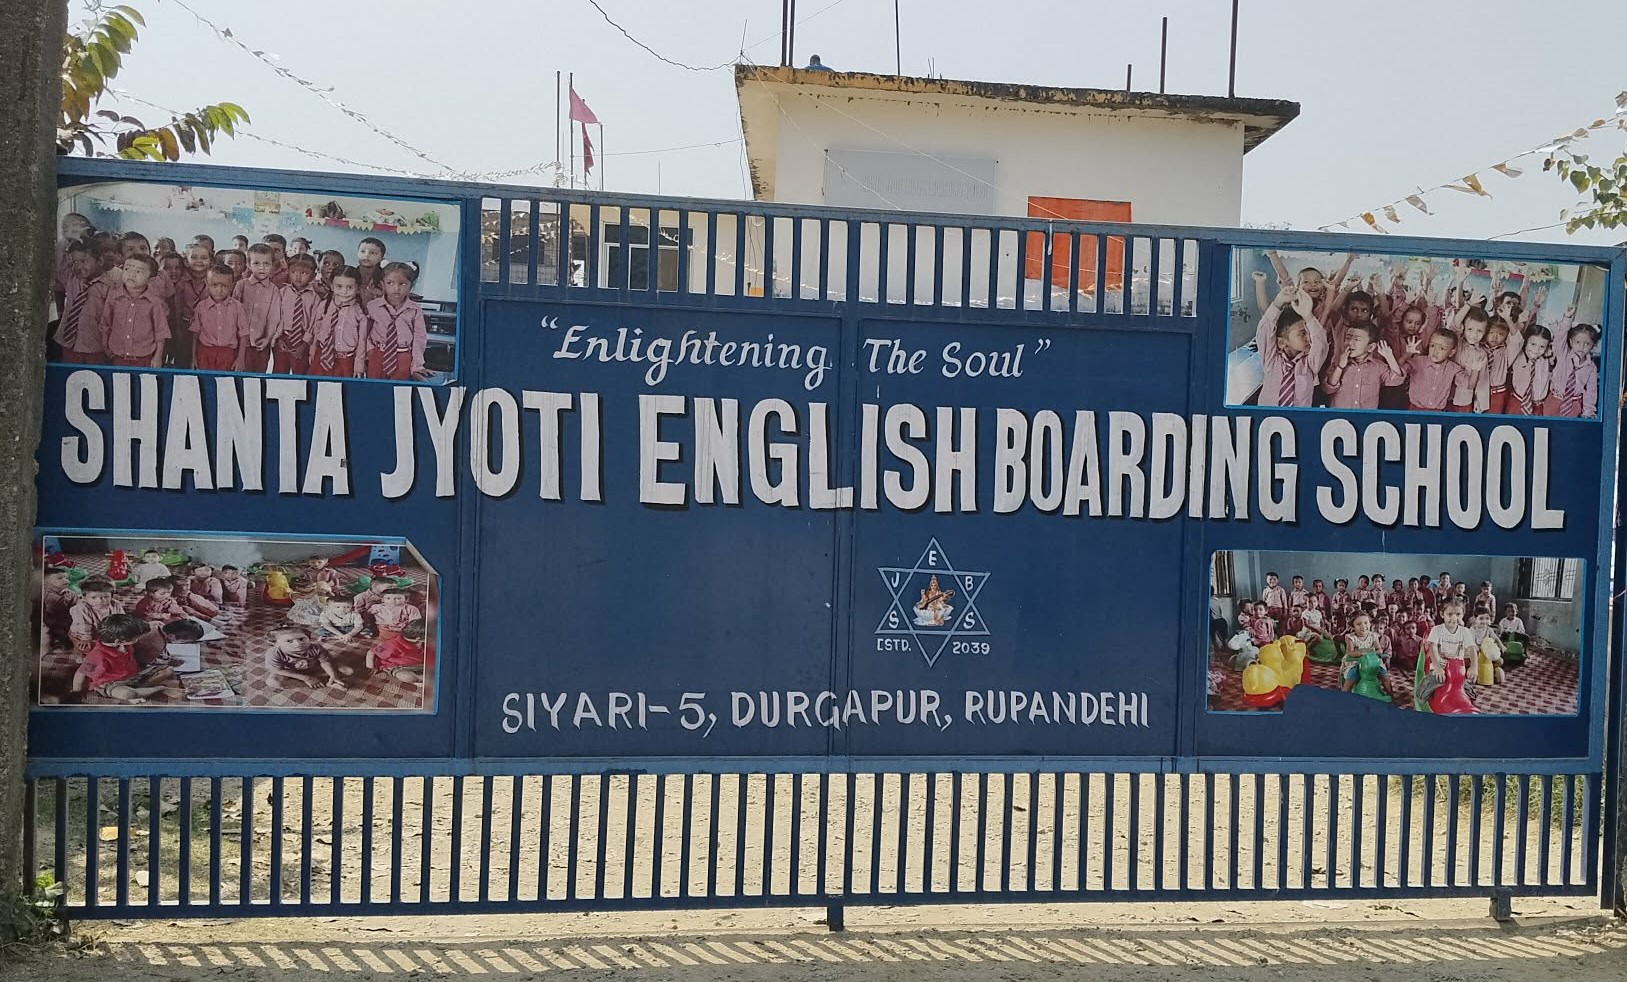 "Enlightening The Soul"
SHANTA JYOTI ENGLISH BOARDING SCHOOL
E
J B
S S
ESTD. 2039
SIYARI-5, DURGAPUR, RUPANDEHI